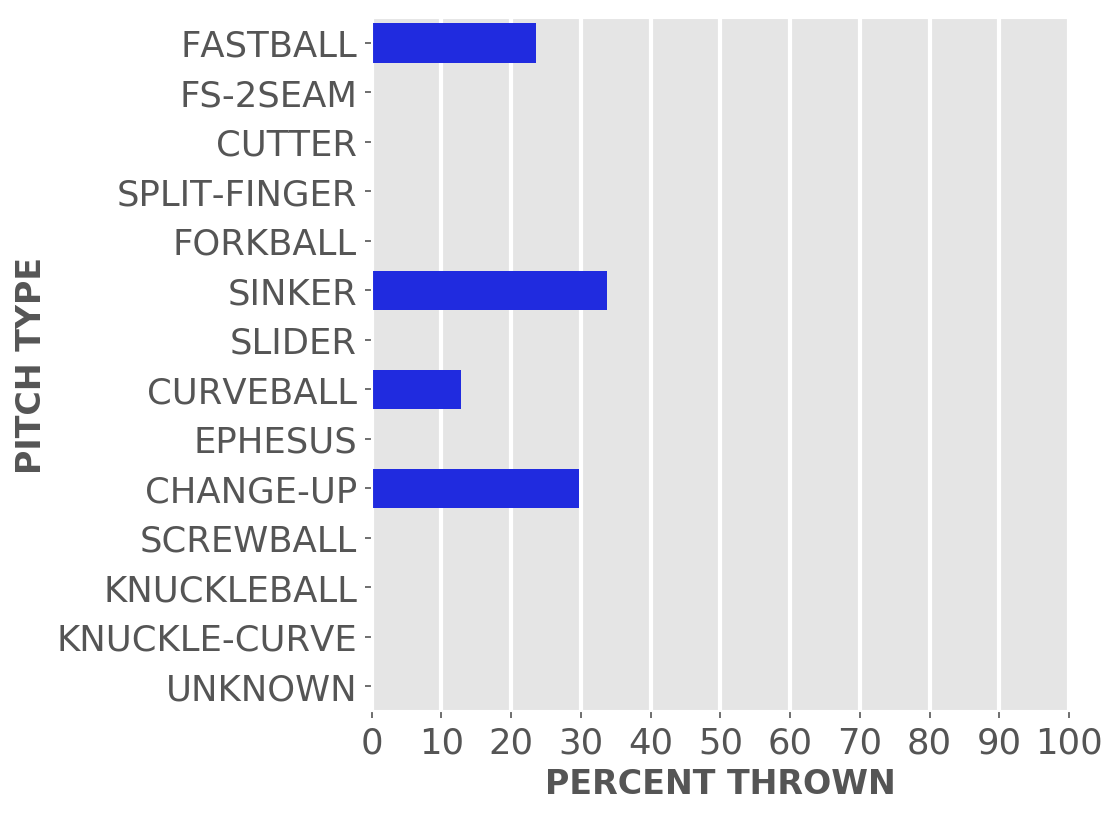 FASTBALL
FS-2SEAM
CUTTER
SPLIT-FINGER
FORKBALL
SINKER
SLIDER
CURVEBALL
EPHESUS
CHANGE-UP
SCREWBALL
KNUCKLEBALL
KNUCKLE-CURVE
UNKNOWN
PITCH TYPE
0 10 20 30 40 50 60 70 80 90 100
PERCENT THROWN